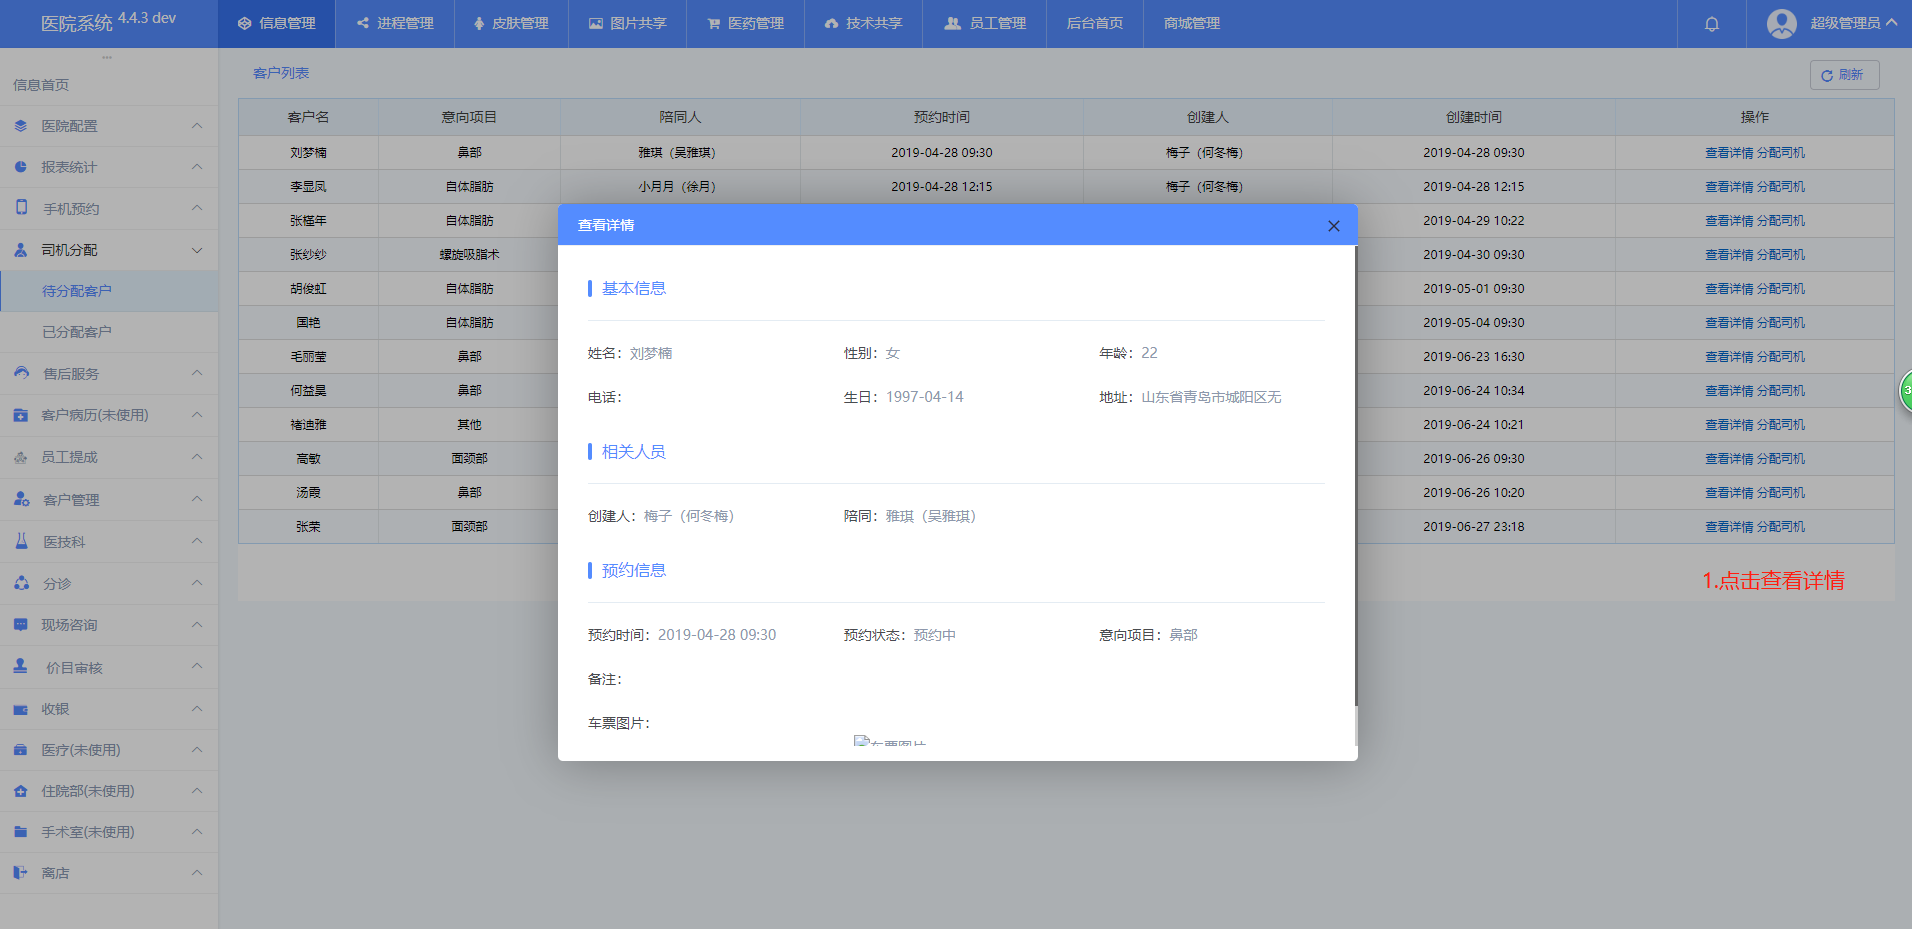 医院系统 4.4.3 dev
信息管理
进程管理
皮肤管理
图片共享
医药管理
技术共享
员工管理
后台首页
商城管理
超级管理员
信息首页
医院配置
报表统计
手机预约
司机分配
待分配客户
已分配客户
售后服务
客户病历(未使用)
员工提成
客户管理
医技科
分诊
现场咨询
价目审核
收银
医疗(未使用)
住院部(未使用)
手术室(未使用)
离店
客户列表
刷新
客户名 意向项目 陪同人 预约时间 创建人 创建时间 操作
刘梦楠 鼻部 雅琪（吴雅琪） 2019-04-28 09:30 梅子（何冬梅） 2019-04-28 09:30 查看详情 分配司机
李显凤 自体脂肪 小月月（徐月） 2019-04-28 12:15 梅子（何冬梅） 2019-04-28 12:15 查看详情 分配司机
张槿年 自体脂肪 2019-04-29 10:22 查看详情 分配司机
张纱纱 螺旋吸脂术 2019-04-30 09:30 查看详情 分配司机
胡俊虹 自体脂肪 2019-05-01 09:30 查看详情 分配司机
国艳 自体脂肪 2019-05-04 09:30 查看详情 分配司机
毛丽莹 鼻部 2019-06-23 16:30 查看详情 分配司机
何益昊 鼻部 2019-06-24 10:34 查看详情 分配司机
褚迪雅 其他 2019-06-24 10:21 查看详情 分配司机
高敏 面颈部 2019-06-26 09:30 查看详情 分配司机
汤霞 鼻部 2019-06-26 10:20 查看详情 分配司机
张荣 面颈部 2019-06-27 23:18 查看详情 分配司机
1.点击查看详情
查看详情
基本信息
姓名：刘梦楠 性别：女 年龄：22
电话： 生日：1997-04-14 地址：山东省青岛市城阳区无
相关人员
创建人：梅子（何冬梅） 陪同：雅琪（吴雅琪）
预约信息
预约时间：2019-04-28 09:30 预约状态：预约中 意向项目：鼻部
备注：
车票图片：
车票图片
3